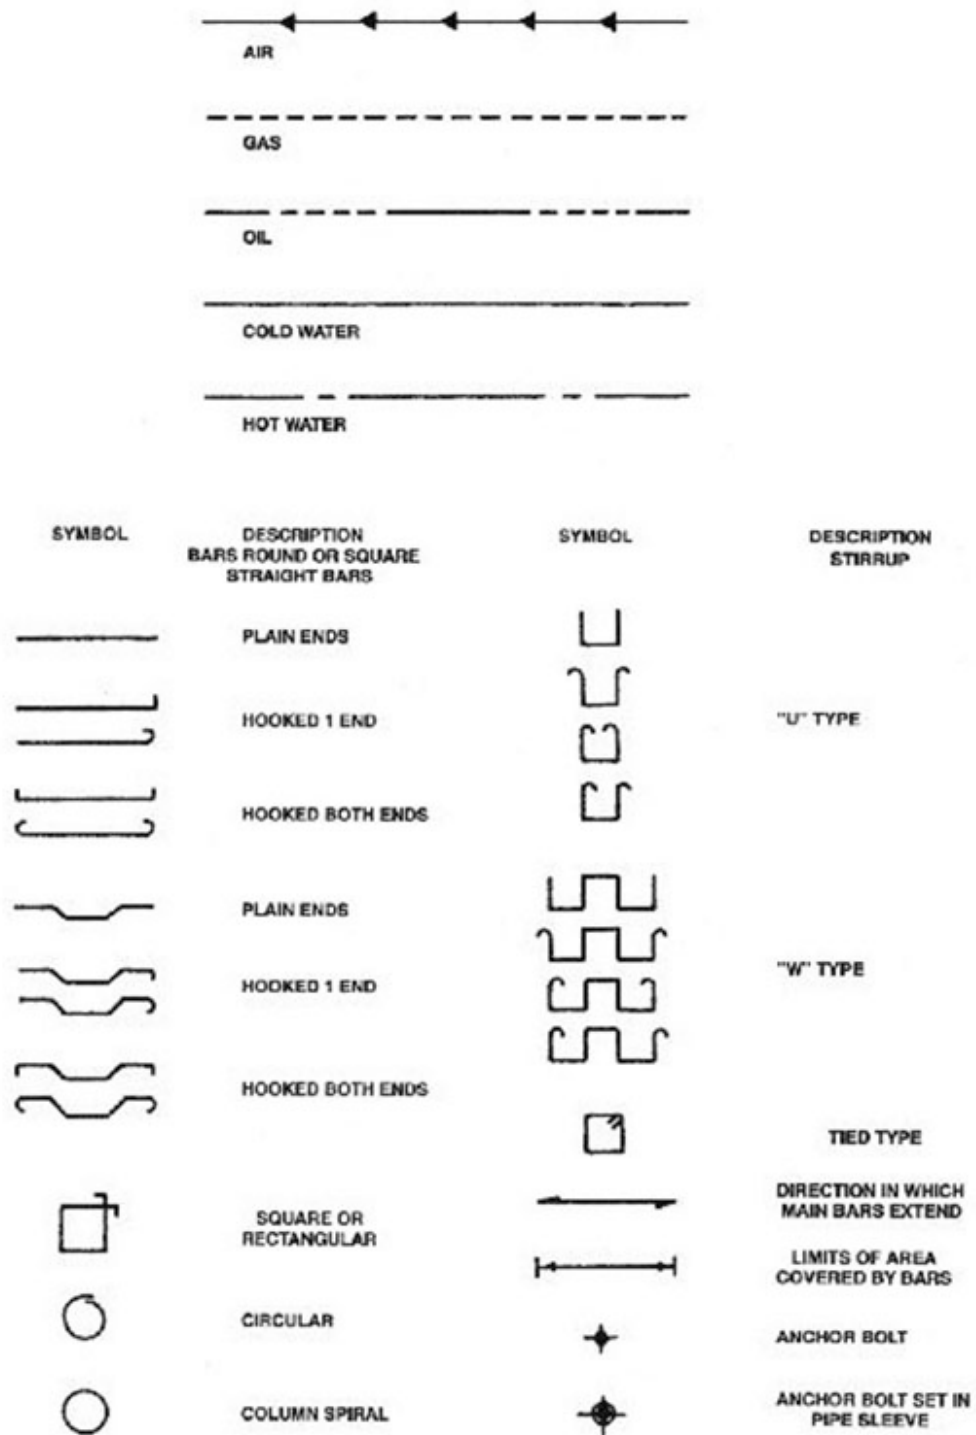 AIR
GAS
OIL
COLD WATER
HOT WATER
SYMBOL
DESCRIPTION
BARS ROUND OR SQUARE
STRAIGHT BARS
SYMBOL
DESCRIPTION
STIRRUP
PLAIN ENDS
HOOKED 1 END
"U" TYPE
HOOKED BOTH ENDS
PLAIN ENDS
HOOKED 1 END
"W" TYPE
HOOKED BOTH ENDS
TIED TYPE
SQUARE OR
RECTANGULAR
DIRECTION IN WHICH
MAIN BARS EXTEND
LIMITS OF AREA
COVERED BY BARS
CIRCULAR
ANCHOR BOLT
COLUMN SPIRAL
ANCHOR BOLT SET IN
PIPE SLEEVE